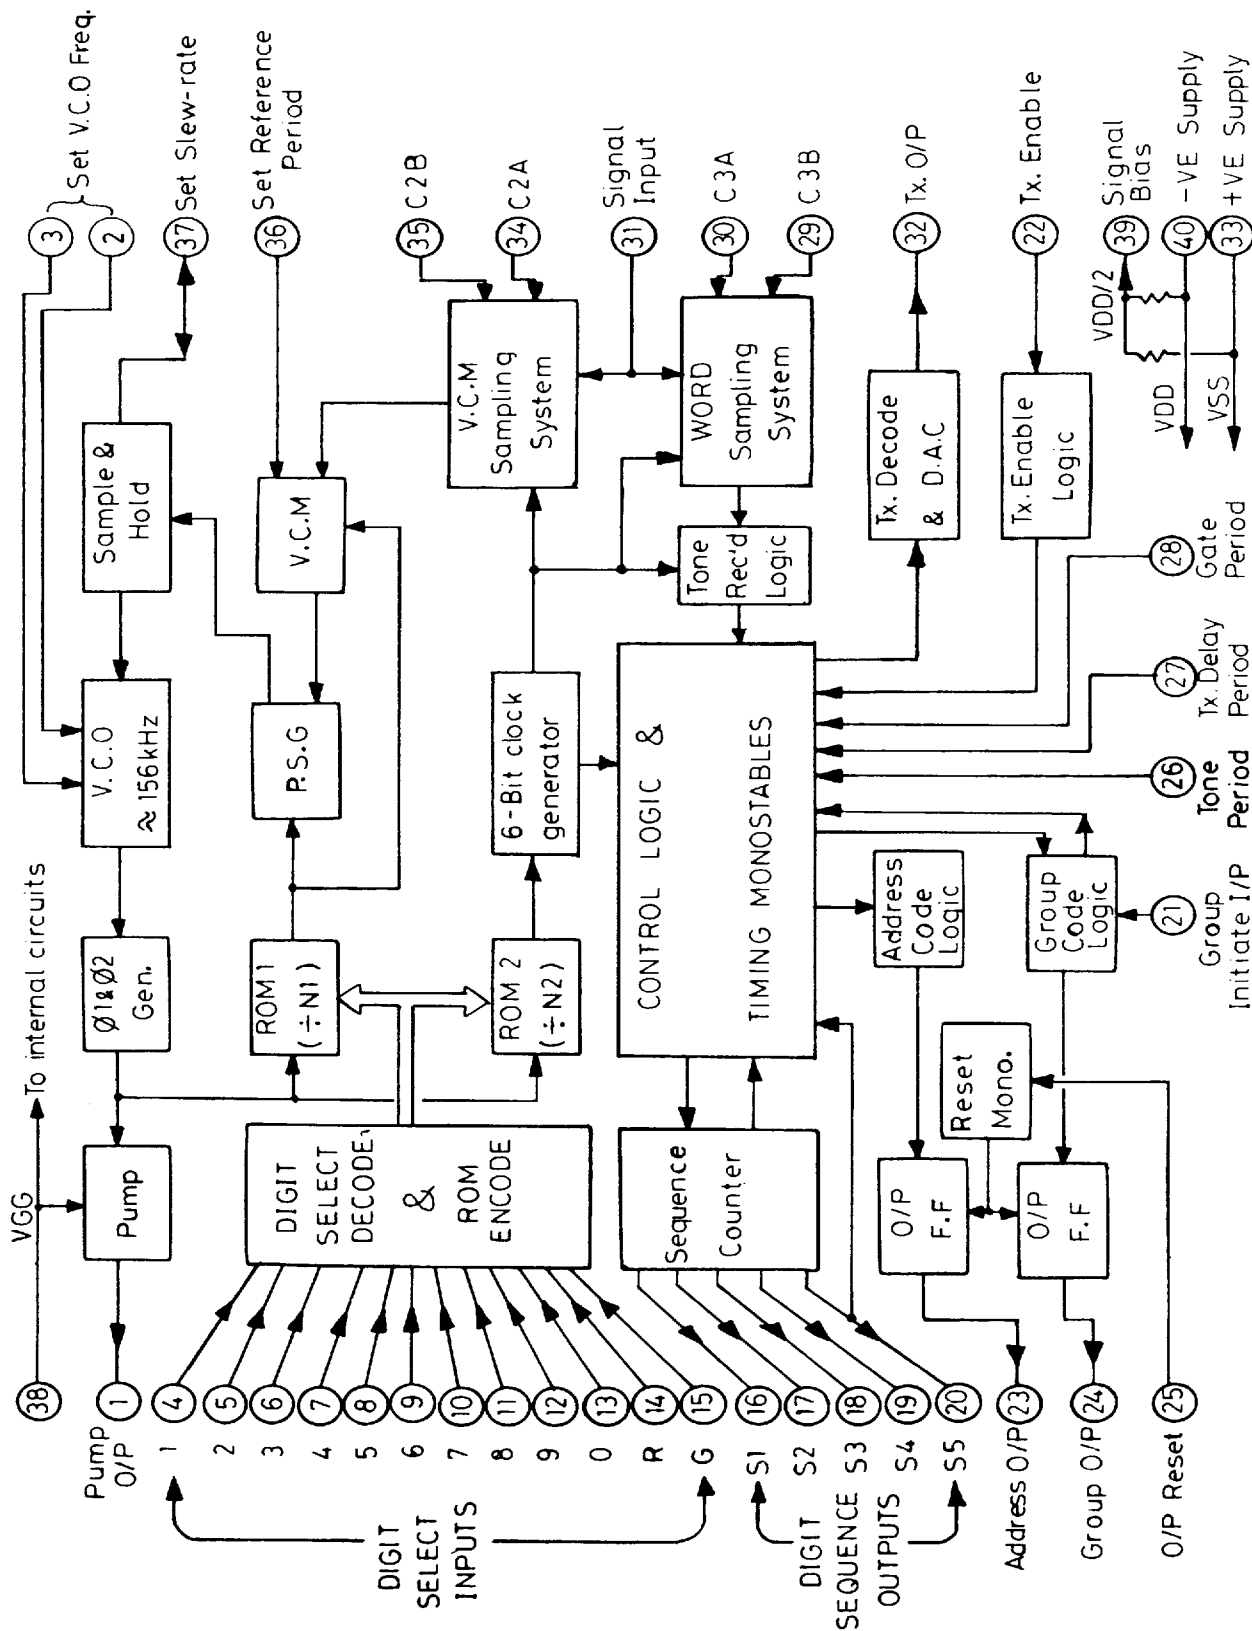 3
2
Set V.C.O Freq.
37
Set Slew-rate
36
Set Reference
Period
35
C2B
34
C2A
31
Signal
Input
30
C3A
29
C3B
32
Tx. O/P
22
Tx. Enable
39
Signal
Bias
40
-VE Supply
33
+VE Supply
VDD/2
VDD
VSS
VGG
To internal circuits
Pump
Ø1&Ø2
Gen.
V.C.O
≈156kHz
Sample &
Hold
ROM 1
(÷N1)
P.S.G
V.C.M
V.C.M
Sampling
System
DIGIT
SELECT
DECODE
&
ROM
ENCODE
ROM 2
(÷N2)
6-Bit clock
generator
WORD
Sampling
System
Tone
Rec'd
Logic
Sequence
Counter
CONTROL LOGIC &
TIMING MONOSTABLES
Tx. Decode
& D.A.C
Tx. Enable
Logic
O/P
F.F
Address
Code
Logic
Reset
Mono.
O/P
F.F
Group
Code
Logic
38
Pump
O/P
1
1
4
2
5
3
6
4
7
5
8
6
9
7
10
8
11
9
12
0
13
R
14
G
15
DIGIT
SELECT
INPUTS
S1
16
S2
17
S3
18
S4
19
S5
20
DIGIT
SEQUENCE
OUTPUTS
Address O/P
23
Group O/P
24
O/P Reset
25
21
Group
Initiate I/P
26
Tone
Period
27
Tx. Delay
Period
28
Gate
Period